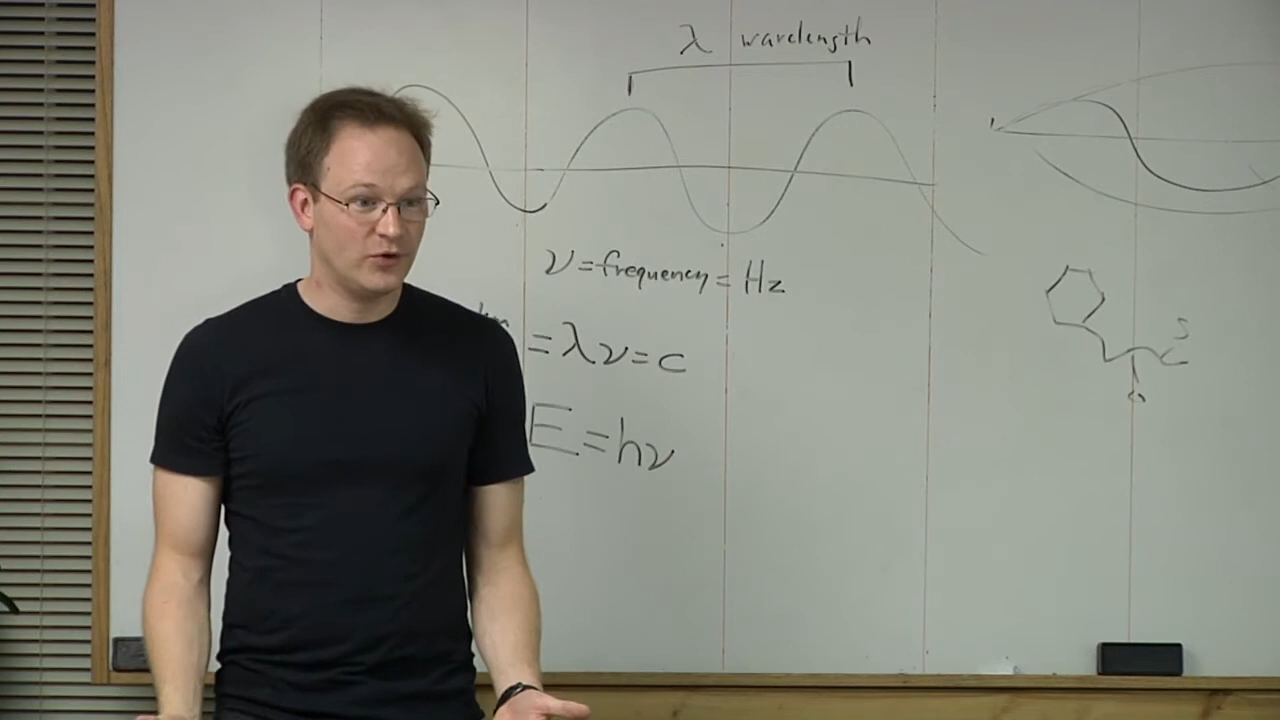 λ wavelength
ν = frequency = Hz
= λν = c
E = hν
S